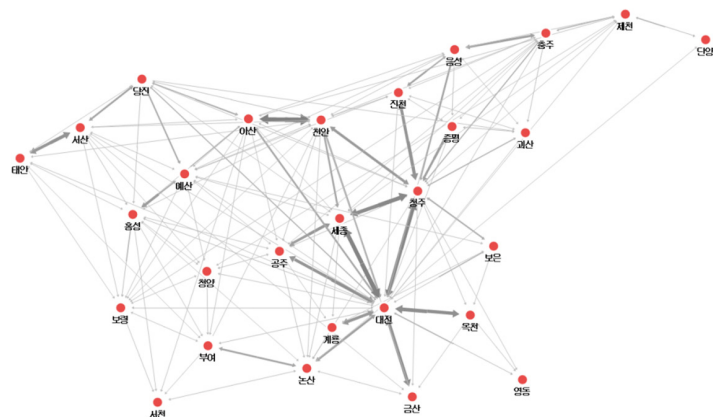 제천
충주
단양
음성
당진
진천
아산
천안
증평
서산
괴산
태안
예산
청주
홍성
세종
공주
보은
청양
보령
대전
옥천
계룡
부여
논산
영동
서천
금산